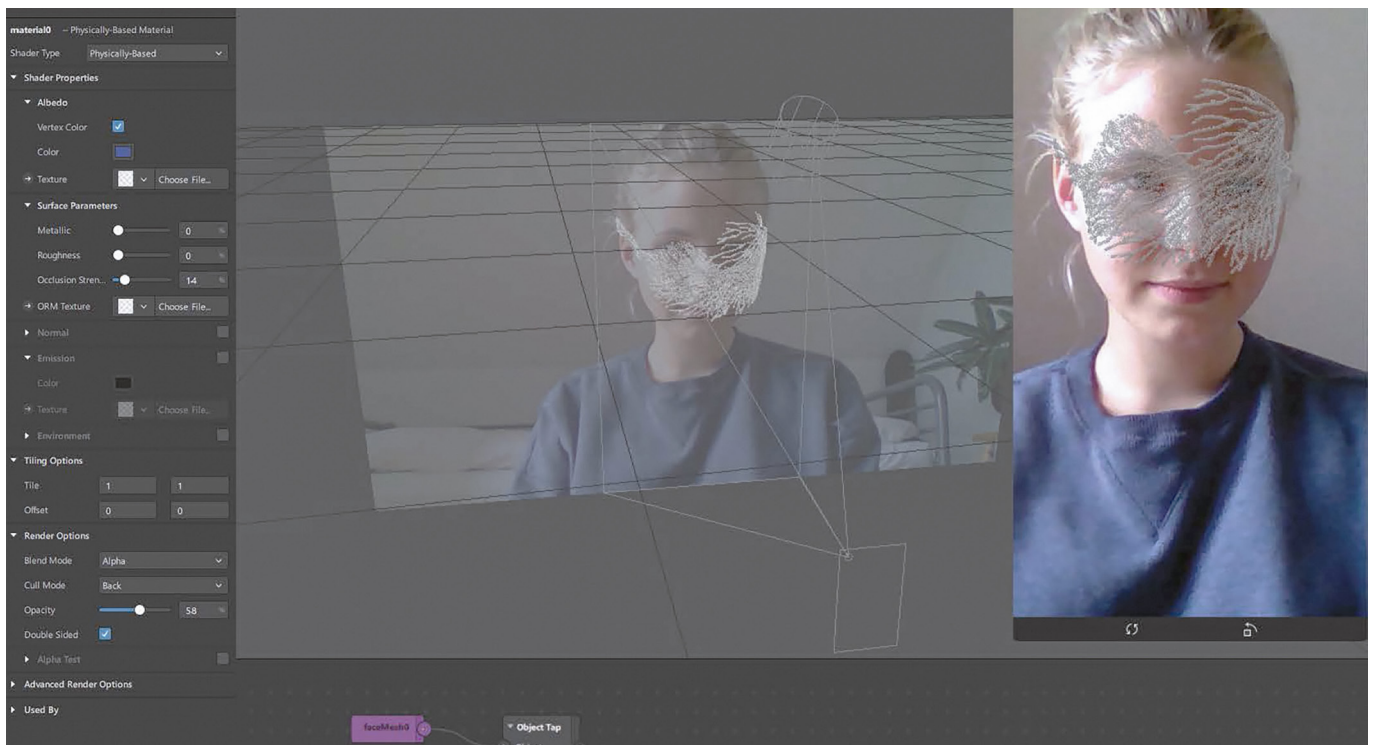 material0 – Physically-Based Material
Shader Type Physically-Based
Shader Properties
Albedo
Vertex Color
Color
Texture Choose File...
Surface Parameters
Metallic 0 %
Roughness 0 %
Occlusion Stren... 14 %
ORM Texture Choose File...
Normal
Emission
Color
Texture Choose File...
Environment
Tiling Options
Tile 1 1
Offset 0 0
Render Options
Blend Mode Alpha
Cull Mode Back
Opacity 58 %
Double Sided
Alpha Test
Advanced Render Options
Used By
faceMesh0 Object Tap